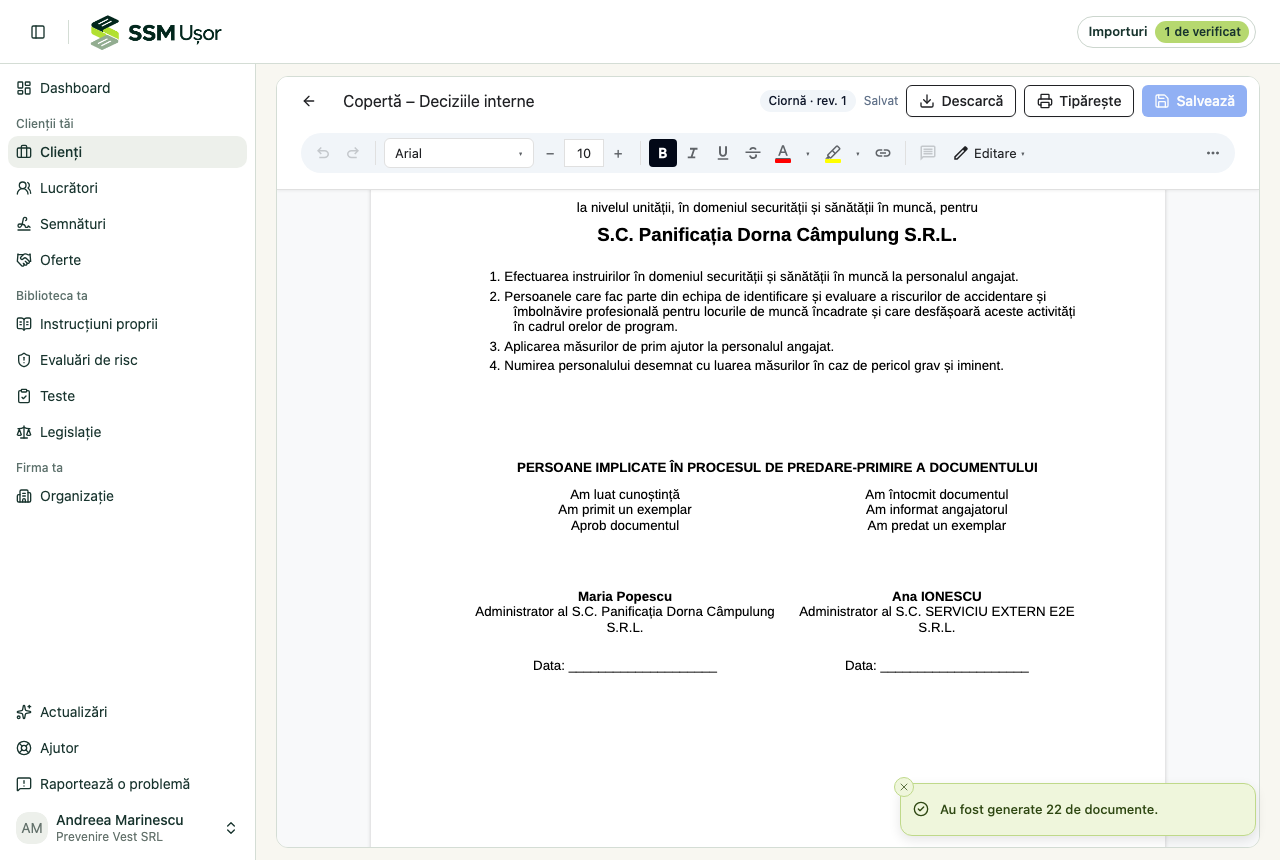 SSM Ușor
Importuri 1 de verificat
Dashboard
Clienții tăi
Clienți
Lucrători
Semnături
Oferte
Biblioteca ta
Instrucțiuni proprii
Evaluări de risc
Teste
Legislație
Firma ta
Organizație
Actualizări
Ajutor
Raportează o problemă
AM
Andreea Marinescu
Prevenire Vest SRL
Copertă – Deciziile interne
Ciornă · rev. 1
Salvat
Descarcă
Tipărește
Salvează
Arial
− 10 +
B I U S A
Editare
la nivelul unității, în domeniul securității și sănătății în muncă, pentru
S.C. Panificația Dorna Câmpulung S.R.L.
1. Efectuarea instruirilor în domeniul securității și sănătății în muncă la personalul angajat.
2. Persoanele care fac parte din echipa de identificare și evaluare a riscurilor de accidentare și
îmbolnăvire profesională pentru locurile de muncă încadrate și care desfășoară aceste activități
în cadrul orelor de program.
3. Aplicarea măsurilor de prim ajutor la personalul angajat.
4. Numirea personalului desemnat cu luarea măsurilor în caz de pericol grav și iminent.
PERSOANE IMPLICATE ÎN PROCESUL DE PREDARE-PRIMIRE A DOCUMENTULUI
Am luat cunoștință
Am primit un exemplar
Aprob documentul
Am întocmit documentul
Am informat angajatorul
Am predat un exemplar
Maria Popescu
Administrator al S.C. Panificația Dorna Câmpulung
S.R.L.
Data: ____________________
Ana IONESCU
Administrator al S.C. SERVICIU EXTERN E2E
S.R.L.
Data: ____________________
Au fost generate 22 de documente.